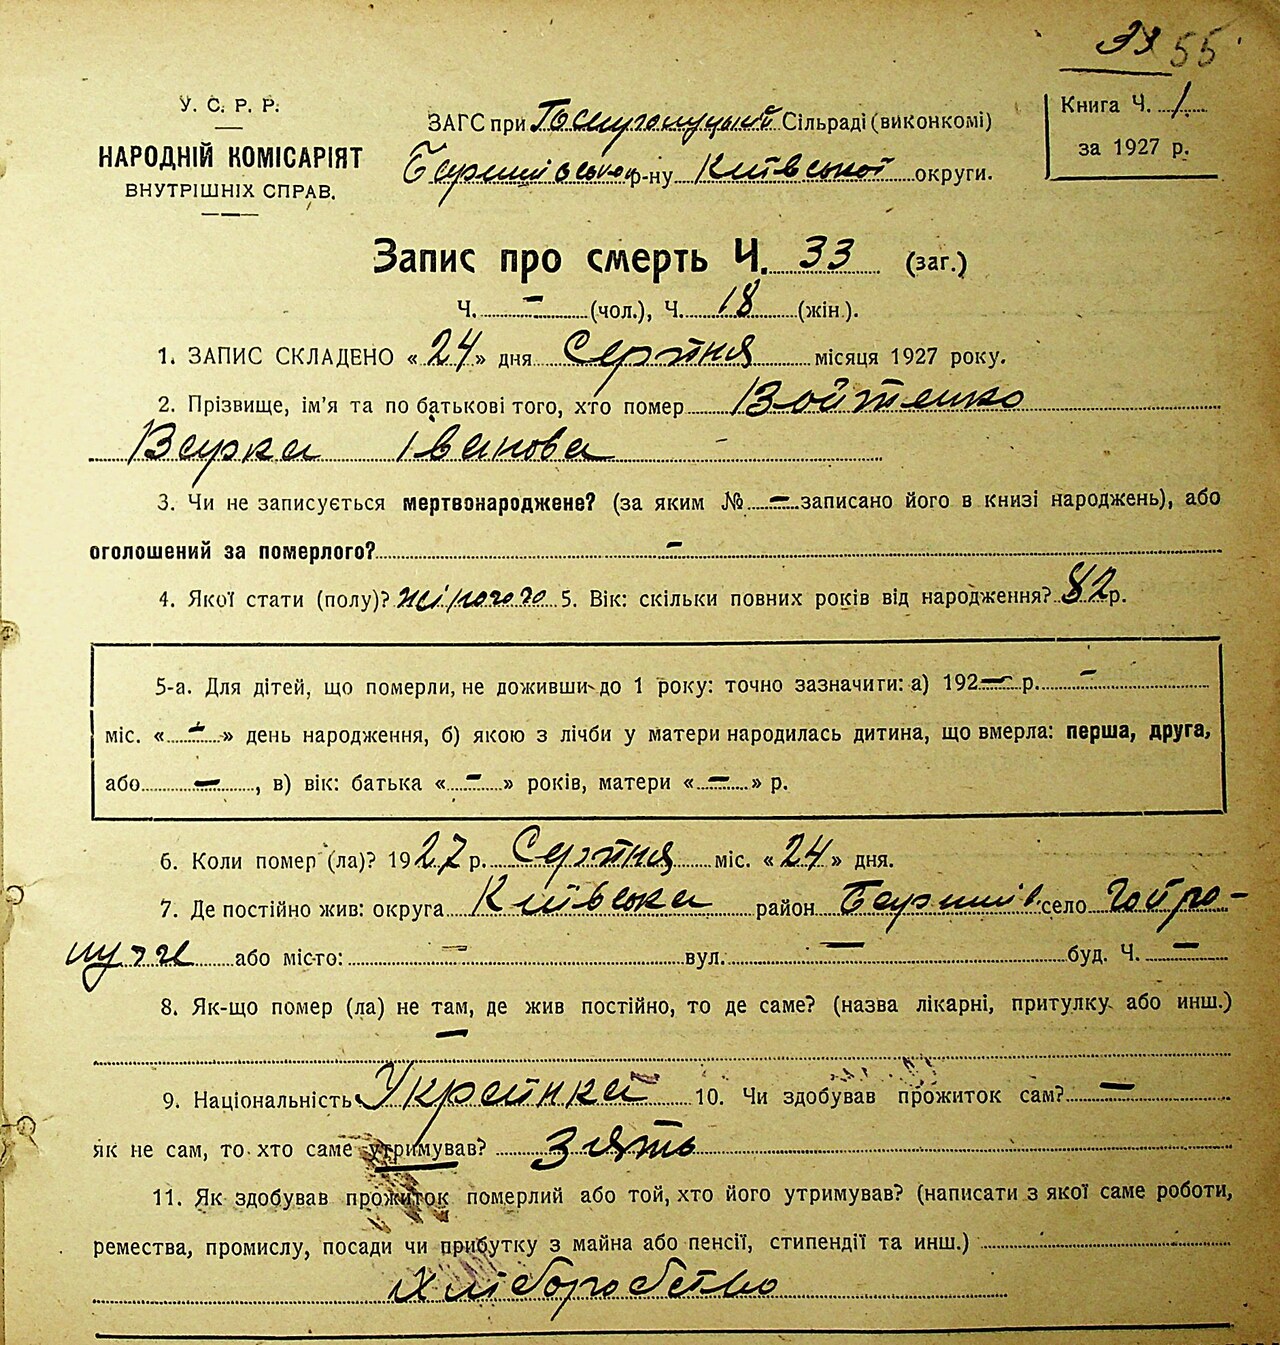 55
У. С. Р. Р.
НАРОДНІЙ КОМІСАРІЯТ
ВНУТРІШНІХ СПРАВ.
ЗАГС при Сільраді (виконкомі)
р-ну Київської округи.
Книга Ч. 1
за 1927 р.
Запис про смерть Ч. 33 (заг.)
Ч. - (чол.), Ч. 18 (жін.).
1. ЗАПИС СКЛАДЕНО «24» дня Серпня місяця 1927 року.
2. Прізвище, ім'я та по батькові того, хто помер Войтенко
Варка Іванова -
3. Чи не записується мертвонароджене? (за яким № - записано його в книзі народжень), або
оголошений за померлого? -
4. Якої стати (полу)? жіночого 5. Вік: скільки повних років від народження? 82 р.
5-а. Для дітей, що померли, не доживши до 1 року: точно зазначити: а) 192 - р. -
міс. « - » день народження, б) якою з лічби у матери народилась дитина, що вмерла: перша, друга,
або - , в) вік: батька « - » років, матери « - » р.
6. Коли помер (ла)? 1927 р. Серпня міс. «24» дня.
7. Де постійно жив: округа Київська район село
або місто: - вул. - буд. Ч. -
8. Як-що помер (ла) не там, де жив постійно, то де саме? (назва лікарні, притулку або инш.)
-
9. Національність Українка 10. Чи здобував прожиток сам? -
як не сам, то хто саме утримував? Зять
11. Як здобував прожиток померлий або той, хто його утримував? (написати з якої саме роботи,
ремества, промислу, посади чи прибутку з майна або пенсії, стипендії та инш.)
Хліборобство